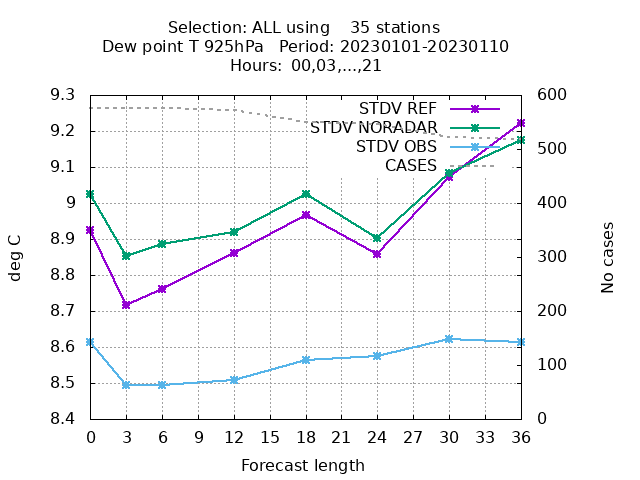 Selection: ALL using    35 stations
Dew point T 925hPa   Period: 20230101-20230110
Hours:  00,03,...,21
9.3
9.2
9.1
9
8.9
8.8
8.7
8.6
8.5
8.4
deg C
STDV REF
STDV NORADAR
STDV OBS
CASES
600
500
400
300
200
100
0
No cases
0 3 6 9 12 15 18 21 24 27 30 33 36
Forecast length